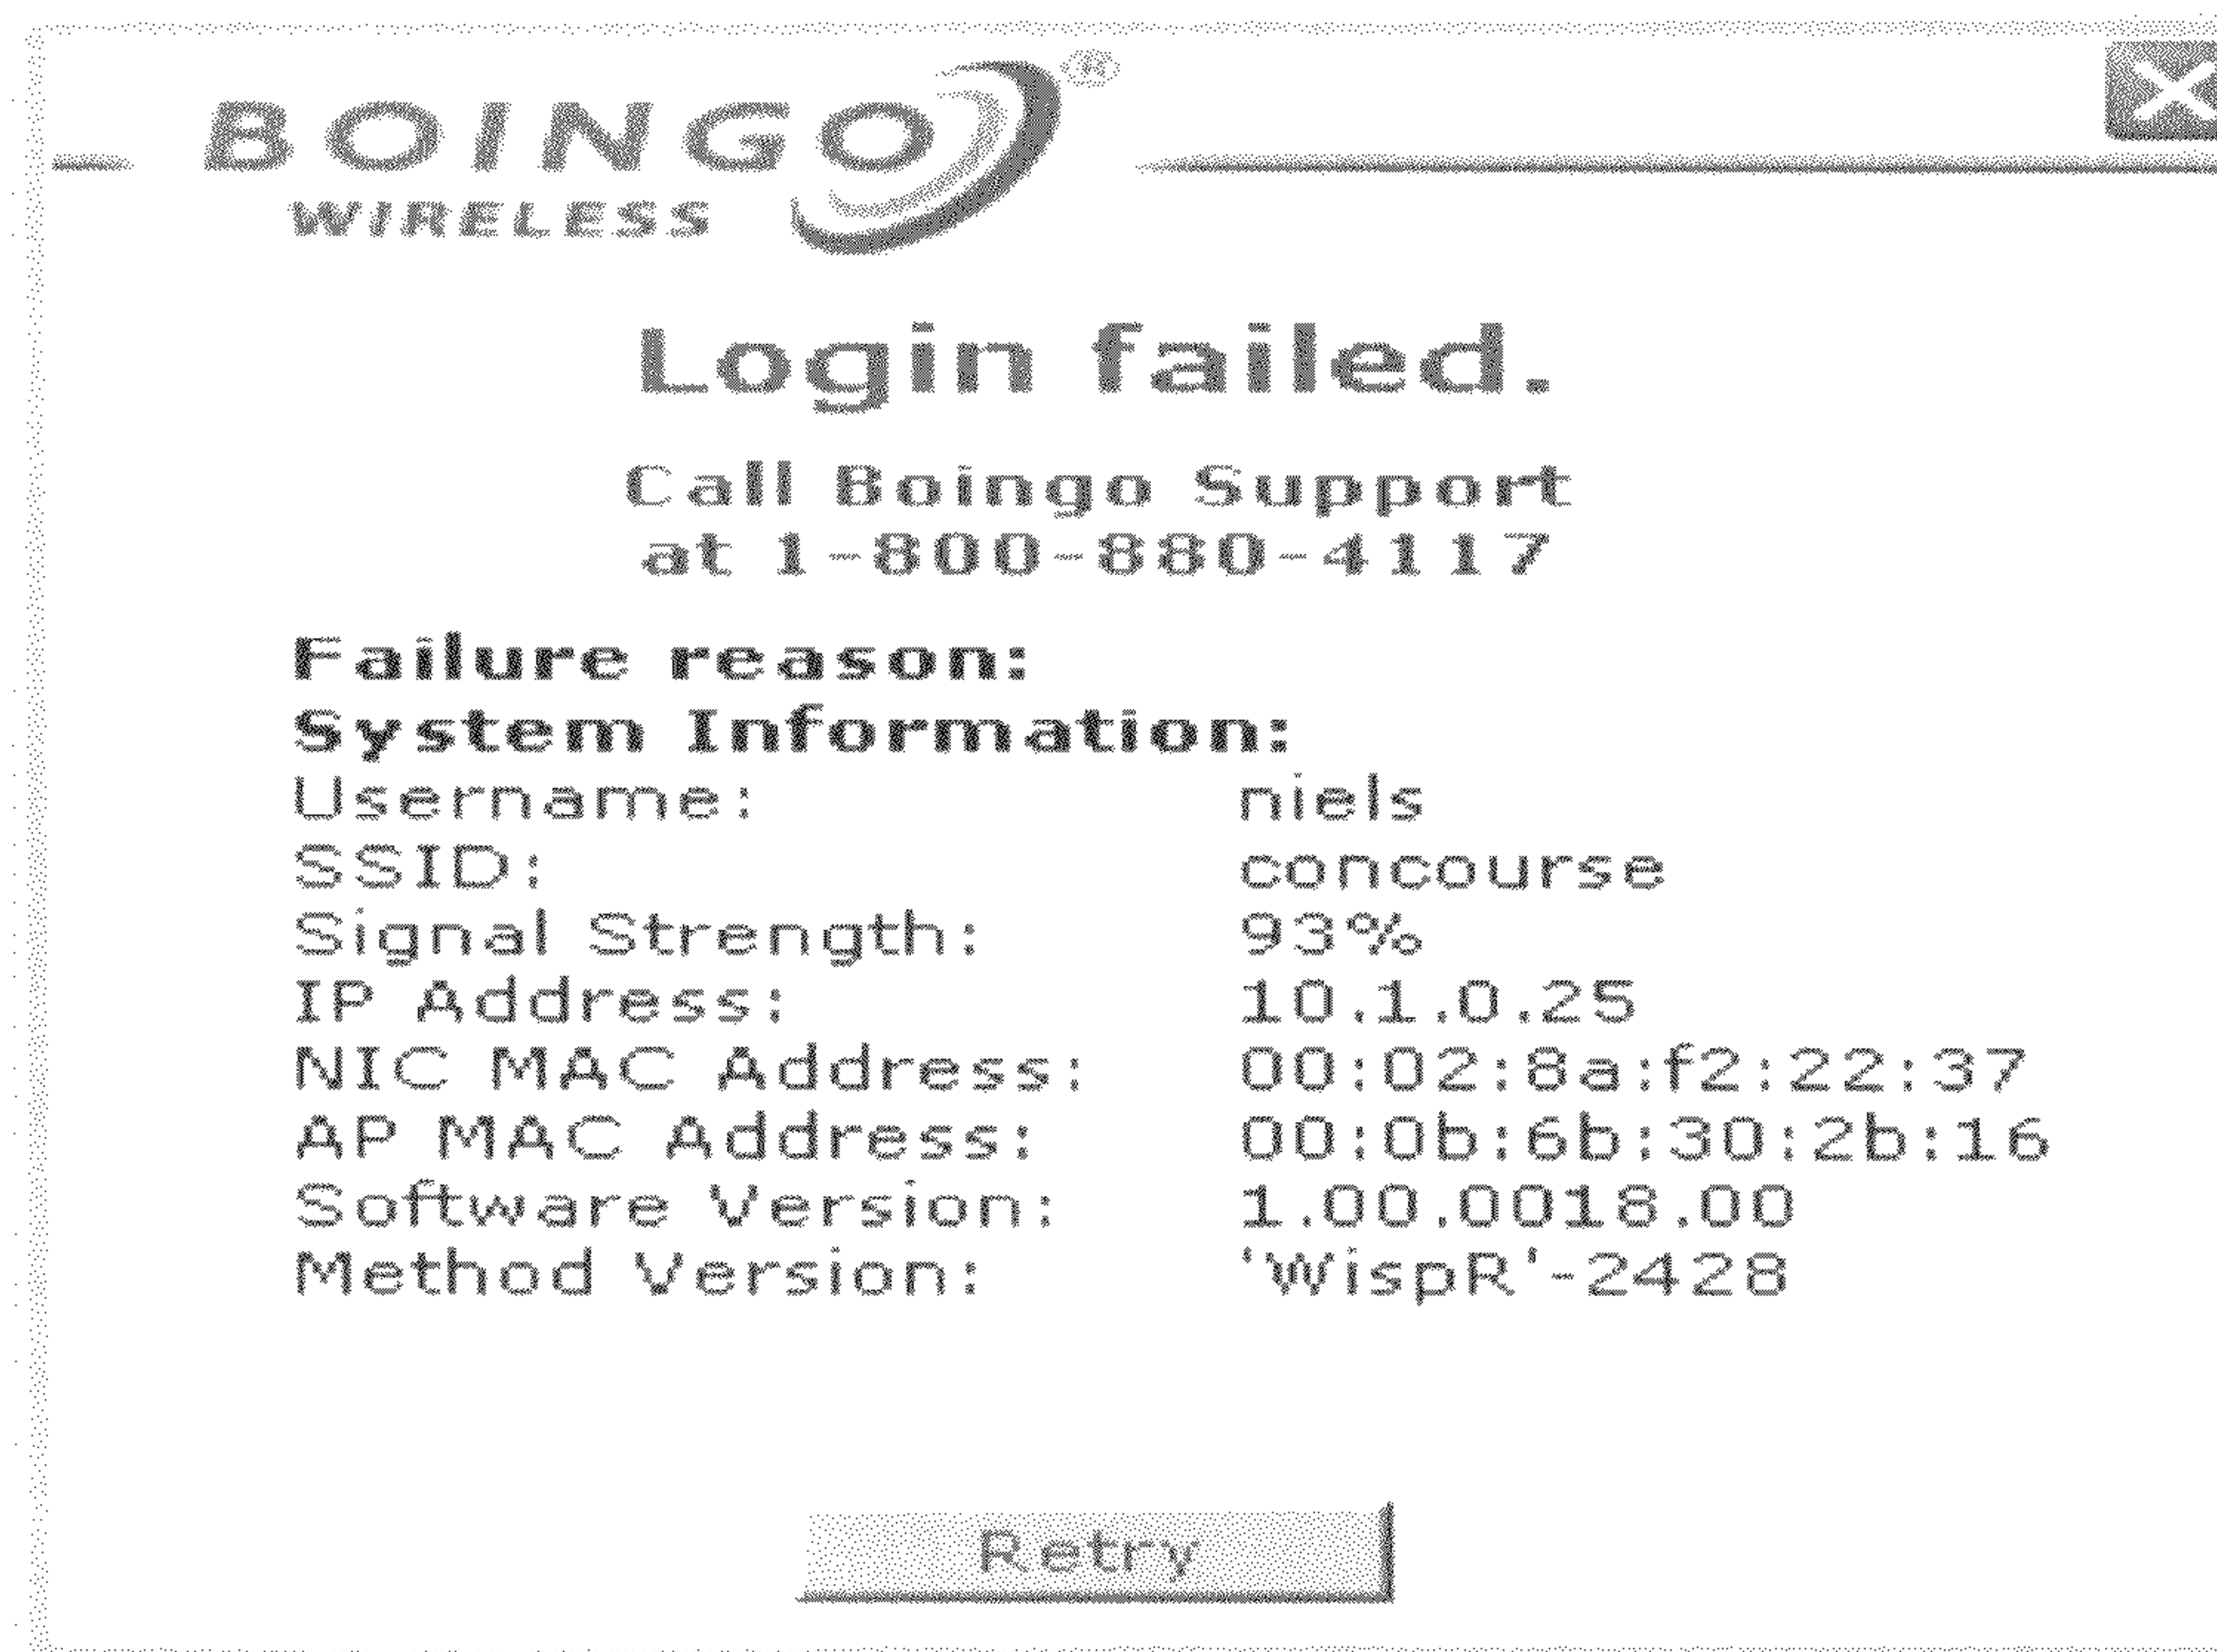 BOINGO®
WIRELESS
Login failed.
Call Boingo Support
at 1-800-880-4117
Failure reason:
System Information:
Username: niels
SSID: concourse
Signal Strength: 93%
IP Address: 10.1.0.25
NIC MAC Address: 00:02:8a:f2:22:37
AP MAC Address: 00:0b:6b:30:2b:16
Software Version: 1.00.0018.00
Method Version: 'WispR'-2428
Retry